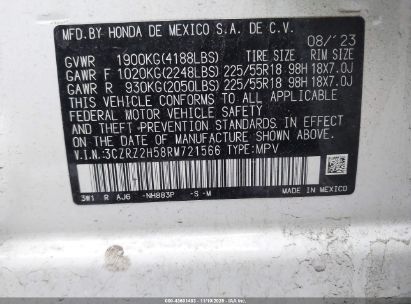 MFD. BY HONDA DE MEXICO S.A. DE C.V.
08/'23
GVWR 1900KG(4188LBS) TIRE SIZE RIM SIZE
GAWR F 1020KG(2248LBS) 225/55R18 98H 18X7.0J
GAWR R 930KG(2050LBS) 225/55R18 98H 18X7.0J
THIS VEHICLE CONFORMS TO ALL APPLICABLE
FEDERAL MOTOR VEHICLE SAFETY AND
THEFT PREVENTION STANDARDS IN EFFECT
ON THE DATE OF MANUFACTURE SHOWN ABOVE.
V.I.N.:3CZRZ2H58RM721566 TYPE:MPV
3W1 R AJ6 -NH883P -S -M MADE IN MEXICO